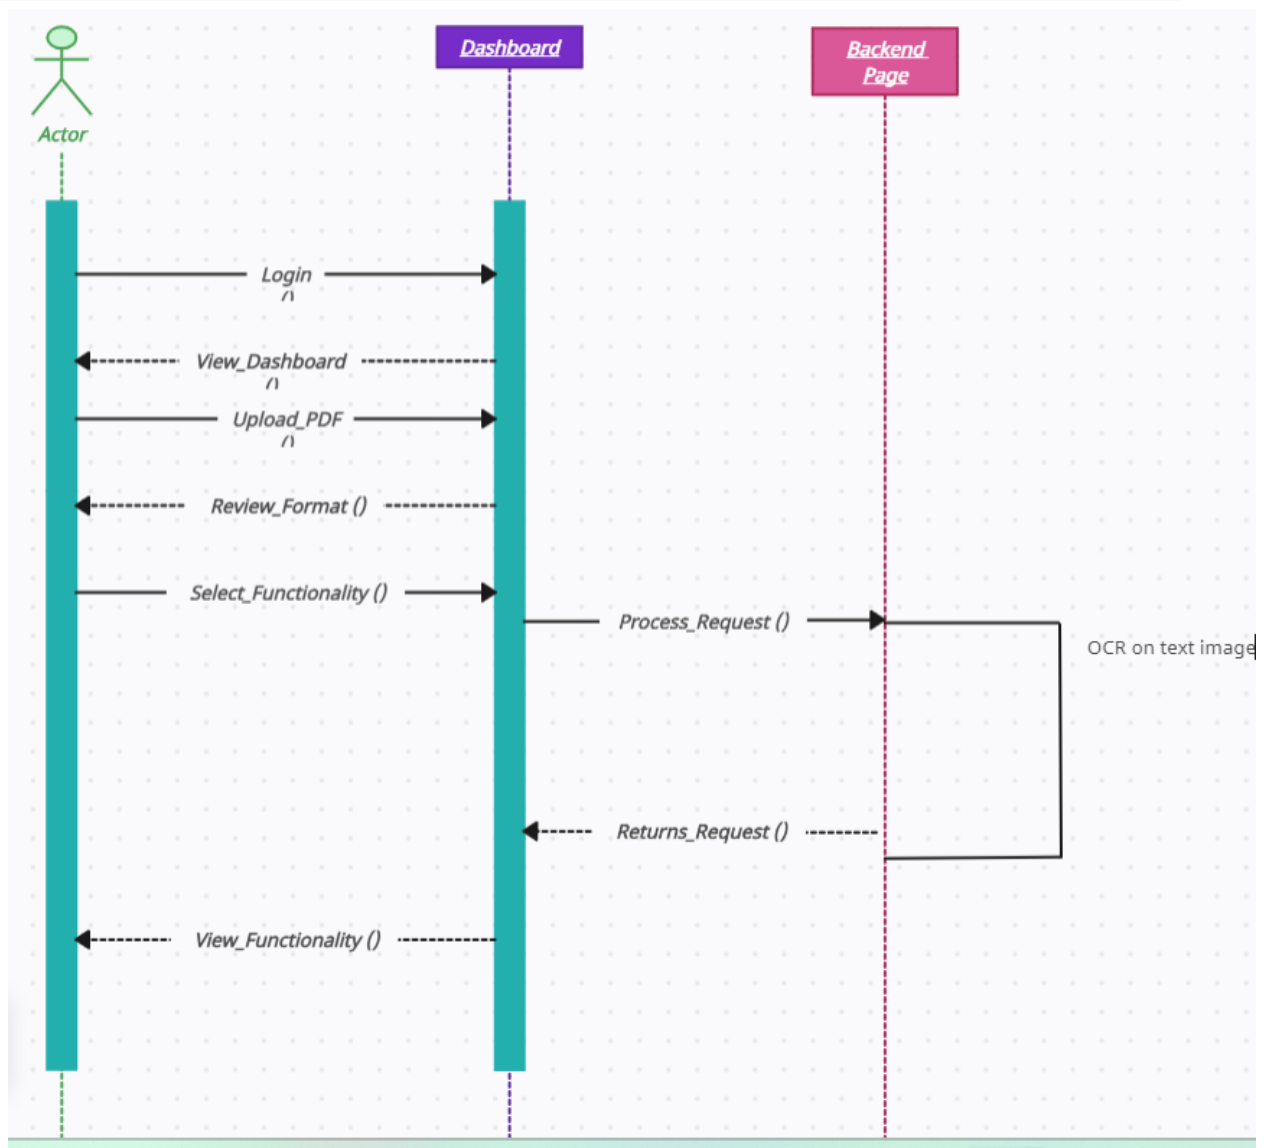 Dashboard
Backend
Page
Actor
Login
()
View_Dashboard
()
Upload_PDF
()
Review_Format ()
Select_Functionality ()
Process_Request ()
OCR on text image
Returns_Request ()
View_Functionality ()